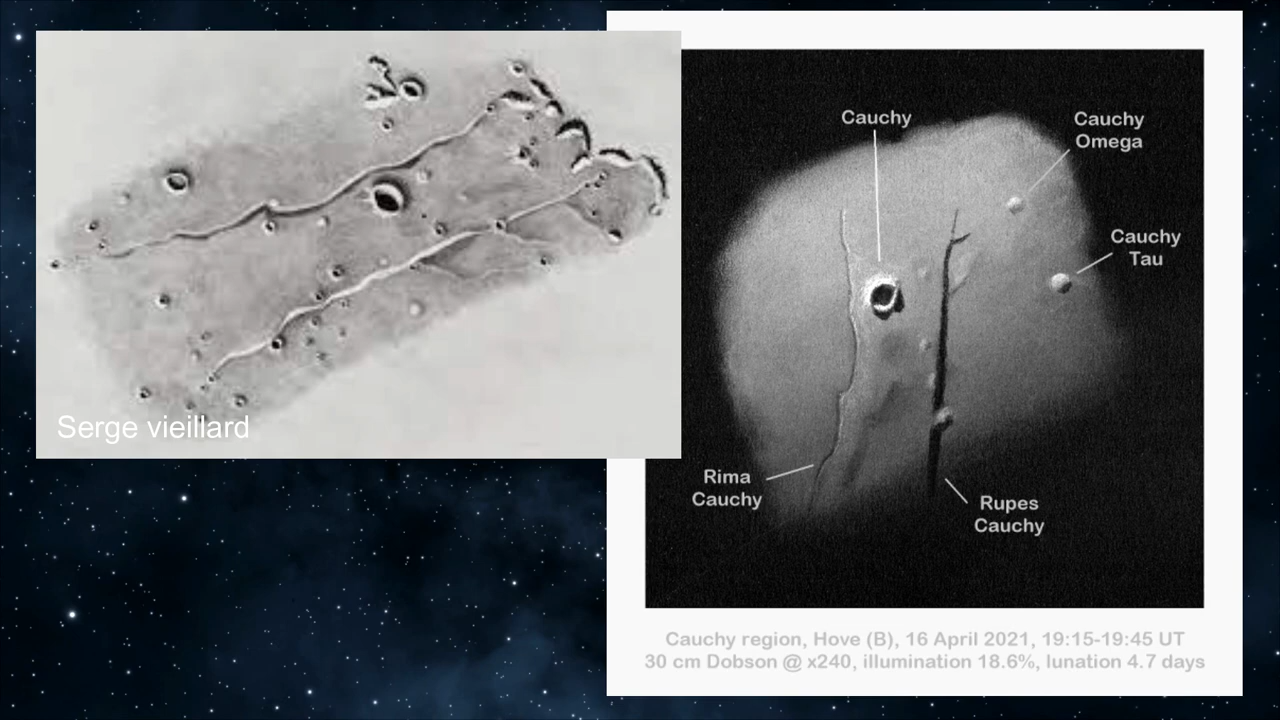 Serge vieillard
Cauchy
Cauchy
Omega
Cauchy
Tau
Rima
Cauchy
Rupes
Cauchy
Cauchy region, Hove (B), 16 April 2021, 19:15-19:45 UT
30 cm Dobson @ x240, illumination 18.6%, lunation 4.7 days